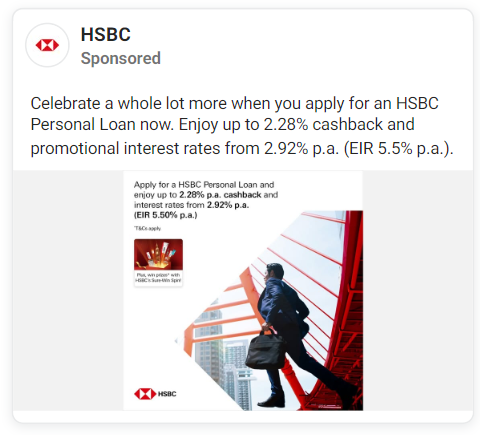 HSBC
Sponsored
Celebrate a whole lot more when you apply for an HSBC
Personal Loan now. Enjoy up to 2.28% cashback and
promotional interest rates from 2.92% p.a. (EIR 5.5% p.a.).
Apply for a HSBC Personal Loan and
enjoy up to 2.28% p.a. cashback and
interest rates from 2.92% p.a.
(EIR 5.50% p.a.)
*T&Cs apply.
Plus, win prizes* with
HSBC's Sure-Win Spin!
HSBC